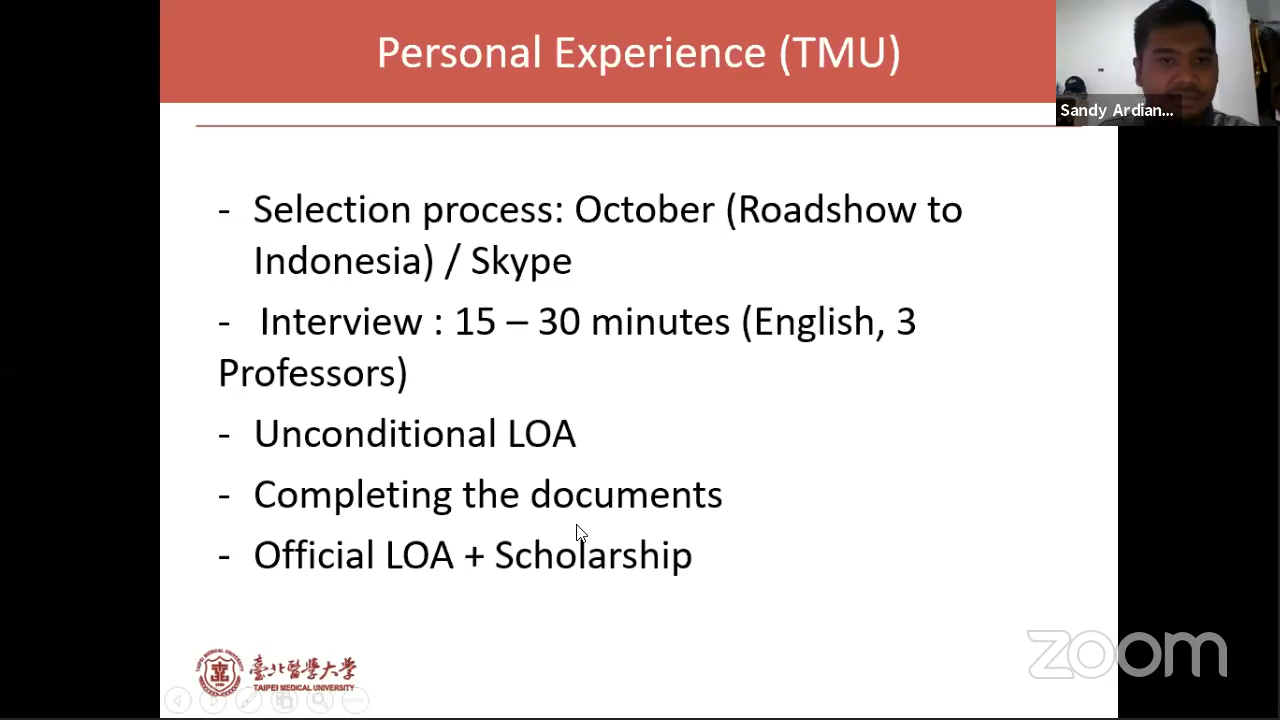 Personal Experience (TMU)
Sandy Ardian...
- Selection process: October (Roadshow to
Indonesia) / Skype
- Interview : 15 – 30 minutes (English, 3
Professors)
- Unconditional LOA
- Completing the documents
- Official LOA + Scholarship
臺北醫學大學
TAIPEI MEDICAL UNIVERSITY
zoom